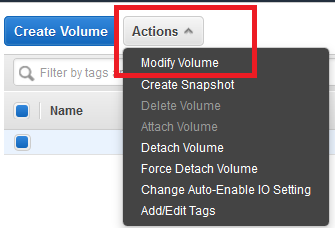 Create Volume
Actions
Modify Volume
Filter by tags
Create Snapshot
Delete Volume
Name
Attach Volume
Detach Volume
Force Detach Volume
Change Auto-Enable IO Setting
Add/Edit Tags